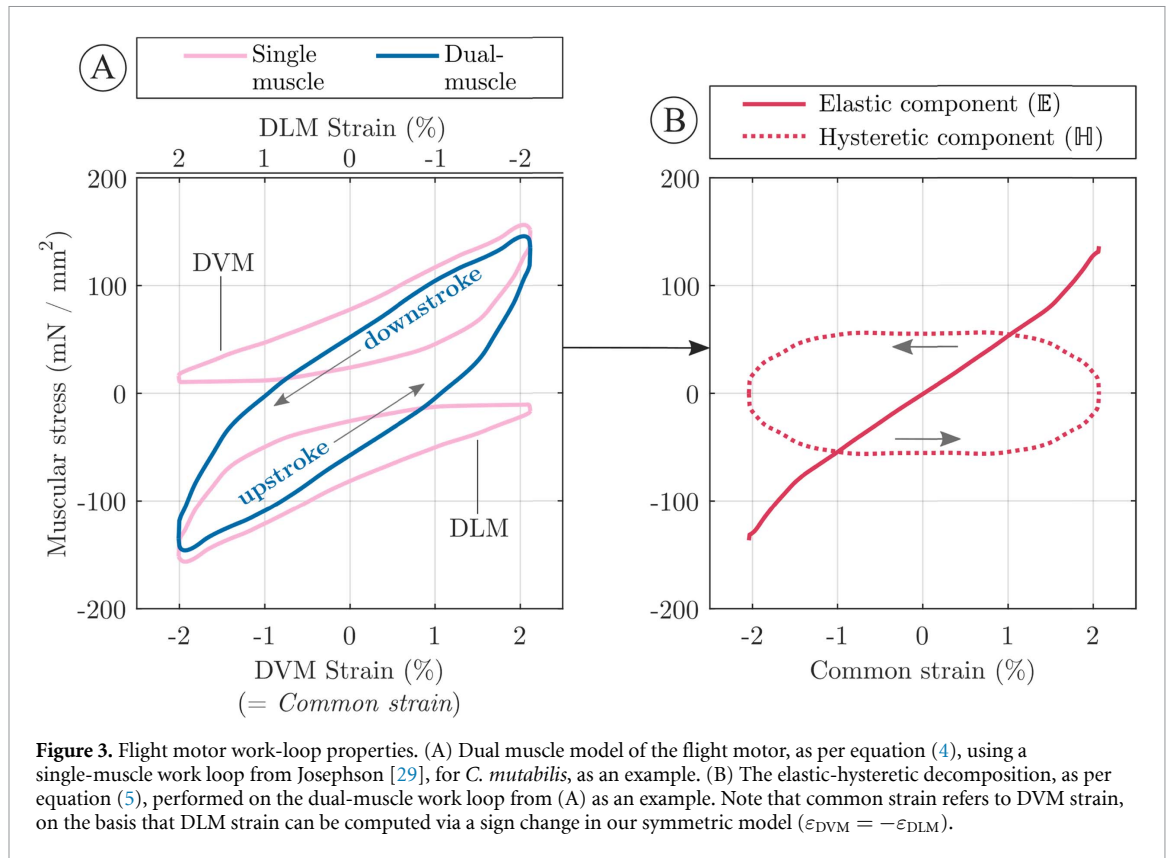 A
Single muscle
Dual-muscle
DLM Strain (%)
2 1 0 -1 -2
200
100
0
-100
-200
Muscular stress (mN / mm²)
DVM
downstroke
upstroke
DLM
-2 -1 0 1 2
DVM Strain (%)
(= Common strain)
B
Elastic component (𝔼)
Hysteretic component (ℍ)
200
100
0
-100
-200
-2 -1 0 1 2
Common strain (%)
Figure 3. Flight motor work-loop properties. (A) Dual muscle model of the flight motor, as per equation (4), using a
single-muscle work loop from Josephson [29], for C. mutabilis, as an example. (B) The elastic-hysteretic decomposition, as per
equation (5), performed on the dual-muscle work loop from (A) as an example. Note that common strain refers to DVM strain,
on the basis that DLM strain can be computed via a sign change in our symmetric model (εDVM = −εDLM).